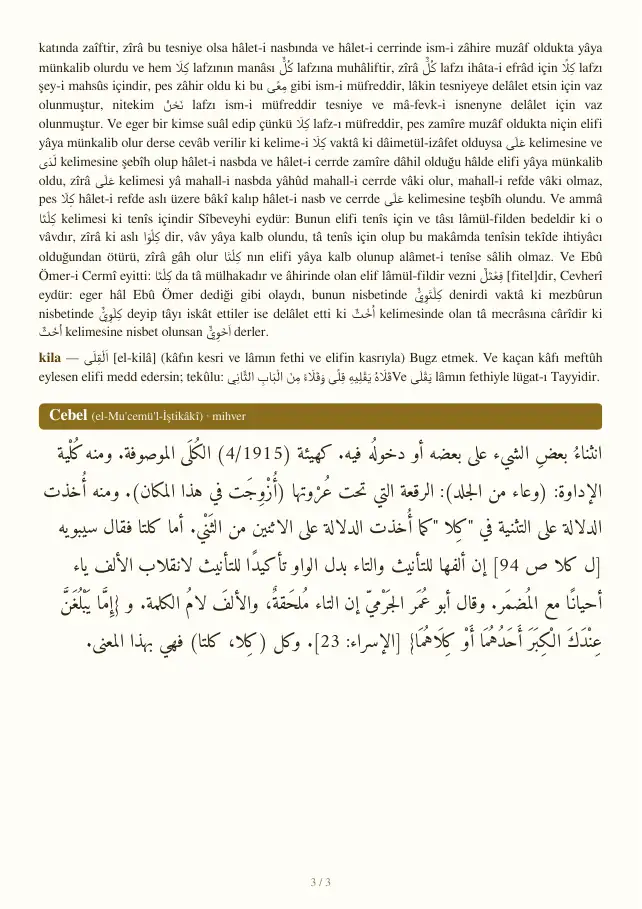 katında zaîftir, zîrâ bu tesniye olsa hâlet-i nasbında ve hâlet-i cerrinde ism-i zâhire muzâf oldukta yâya
münkalib olurdu ve hem كِلَا lafzının manâsı كُلٌّ lafzına muhâliftir, zîrâ كُلٌّ lafzı ihâta-i efrâd için كِلَا lafzı
şey-i mahsûs içindir, pes zâhir oldu ki bu مِعًى gibi ism-i müfreddir, lâkin tesniyeye delâlet etsin için vaz
olunmuştur, nitekim نَحْنُ lafzı ism-i müfreddir tesniye ve mâ-fevk-i isnenyne delâlet için vaz
olunmuştur. Ve eger bir kimse suâl edip çünkü كِلَا lafz-ı müfreddir, pes zamîre muzâf oldukta niçin elifi
yâya münkalib olur derse cevâb verilir ki kelime-i كِلَا vaktâ ki dâimetül-izâfet olduysa عَلَى kelimesine ve
لَدَى kelimesine şebîh olup hâlet-i nasbda ve hâlet-i cerrde zamîre dâhil olduğu hâlde elifi yâya münkalib
oldu, zîrâ عَلَى kelimesi yâ mahall-i nasbda yâhûd mahall-i cerrde vâki olur, mahall-i refde vâki olmaz,
pes كِلَا hâlet-i refde aslı üzere bâkî kalıp hâlet-i nasb ve cerrde عَلَى kelimesine teşbîh olundu. Ve ammâ
كِلْتَا kelimesi ki tenîs içindir Sîbeveyhi eydür: Bunun elifi tenîs için ve tâsı lâmül-filden bedeldir ki o
vâvdır, zîrâ ki aslı كِلْوَا dir, vâv yâya kalb olundu, tâ tenîs için olup bu makâmda tenîsin tekîde ihtiyâcı
olduğundan ötürü, zîrâ gâh olur كِلْتَا nın elifi yâya kalb olunup alâmet-i tenîse sâlih olmaz. Ve Ebû
Ömer-i Cermî eyitti: كِلْتَا da tâ mülhakadır ve âhirinde olan elif lâmül-fildir vezni فِعْتَلٌ [fitel]dir, Cevherî
eydür: eger hâl Ebû Ömer dediği gibi olaydı, bunun nisbetinde كِلْتَوِيٌّ denirdi vaktâ ki mezbûrun
nisbetinde كِلَوِيٌّ deyip tâyı iskât ettiler ise delâlet etti ki أُخْتٌ kelimesinde olan tâ mecrâsına cârîdir ki
أُخْتٌ kelimesine nisbet olunsan أَخَوِيٌّ derler.
kila — اَلْقِلَى [el-kilâ] (kâfın kesri ve lâmın fethi ve elifin kasrıyla) Bugz etmek. Ve kaçan kâfı meftûh
eylesen elifi medd edersin; tekûlu: قَلَاهُ يَقْلِيهِ قِلًى وَقَلَاءً مِنَ الْبَابِ الثَّانِى Ve يَقْلَى lâmın fethiyle lügat-ı Tayyidir.
Cebel (el-Mu'cemü'l-İştikâkî) · mihver
انثناءُ بعضِ الشيء على بعضه أو دخولُه فيه. كهيئة (4/1915) الكُلَى الموصوفة. ومنه كُلْية
الإداوة: (وعاء من الجلد): الرقعة التي تحت عُرْوتها (أُزْوِجَت في هذا المكان). ومنه أُخذت
الدلالة على التثنية في "كِلا "كما أُخذت الدلالة على الاثنين من الثَنْي. أما كلتا فقال سيبويه
[ل كلا ص 94] إن ألفها للتأنيث والتاء بدل الواو تأكيدًا للتأنيث لانقلاب الألف ياء
أحيانًا مع المُضمَر. وقال أبو عُمَر الجَرْميّ إن التاء مُلحَقةٌ، والألفَ لامُ الكلمة. و {إِمَّا يَبْلُغَنَّ
عِنْدَكَ الْكِبَرَ أَحَدُهُمَا أَوْ كِلَاهُمَا} [الإسراء: 23]. وكل (كِلا، كلتا) فهي بهذا المعنى.
3 / 3